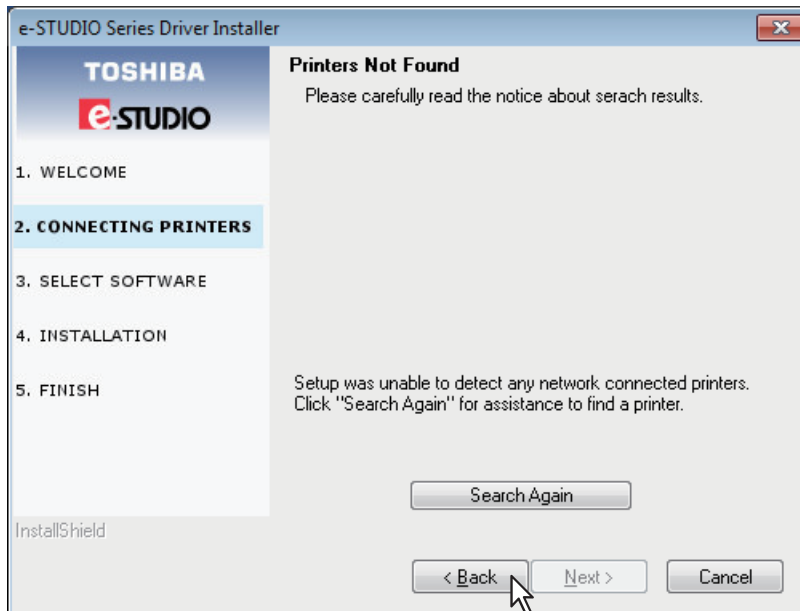 e-STUDIO Series Driver Installer
TOSHIBA
e-STUDIO
1. WELCOME
2. CONNECTING PRINTERS
3. SELECT SOFTWARE
4. INSTALLATION
5. FINISH
InstallShield
Printers Not Found
Please carefully read the notice about serach results.
Setup was unable to detect any network connected printers.
Click "Search Again" for assistance to find a printer.
Search Again
< Back
Next >
Cancel